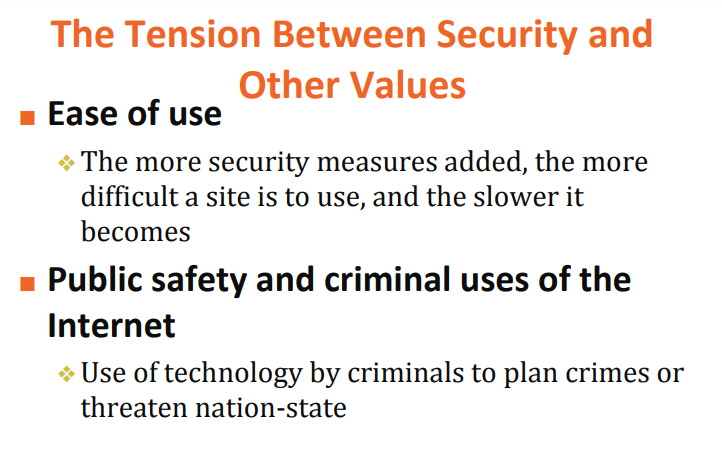 The Tension Between Security and
Other Values
Ease of use
The more security measures added, the more
difficult a site is to use, and the slower it
becomes
Public safety and criminal uses of the
Internet
Use of technology by criminals to plan crimes or
threaten nation-state